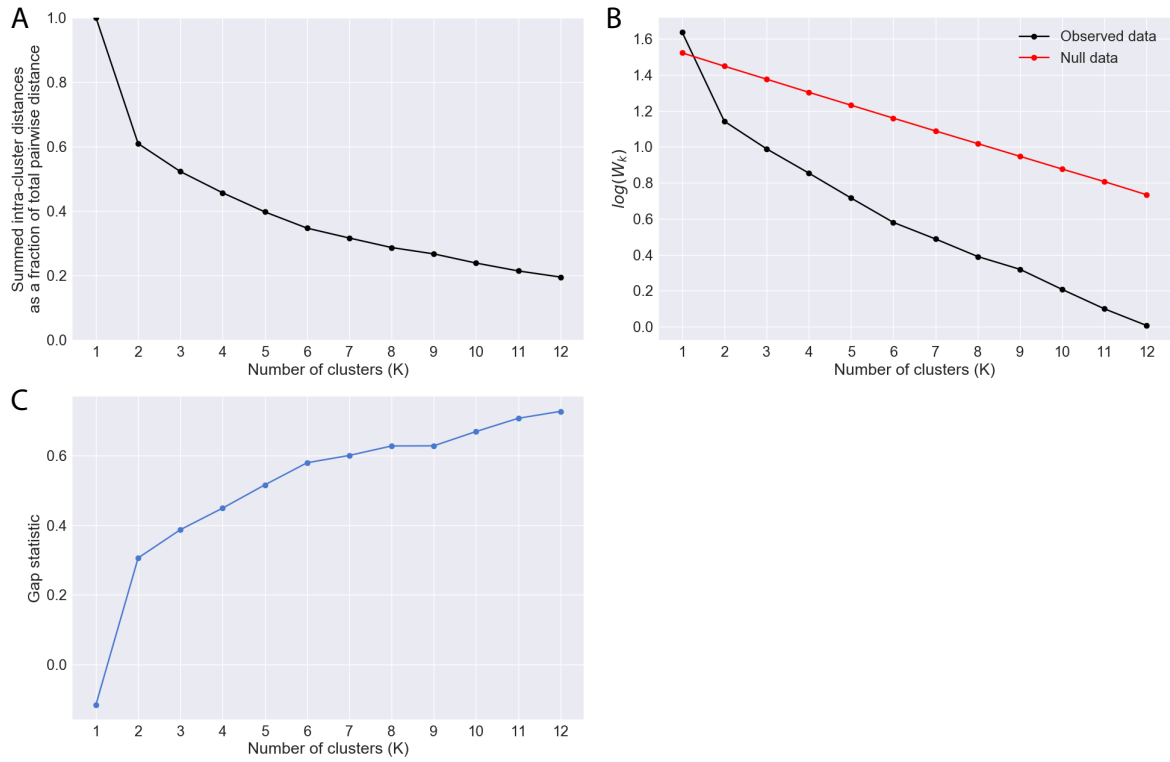 A
Summed intra-cluster distances
as a fraction of total pairwise distance
1.0
0.8
0.6
0.4
0.2
0.0
1 2 3 4 5 6 7 8 9 10 11 12
Number of clusters (K)
B
log(W_k)
1.6
1.4
1.2
1.0
0.8
0.6
0.4
0.2
0.0
Observed data
Null data
1 2 3 4 5 6 7 8 9 10 11 12
Number of clusters (K)
C
Gap statistic
0.6
0.4
0.2
0.0
1 2 3 4 5 6 7 8 9 10 11 12
Number of clusters (K)